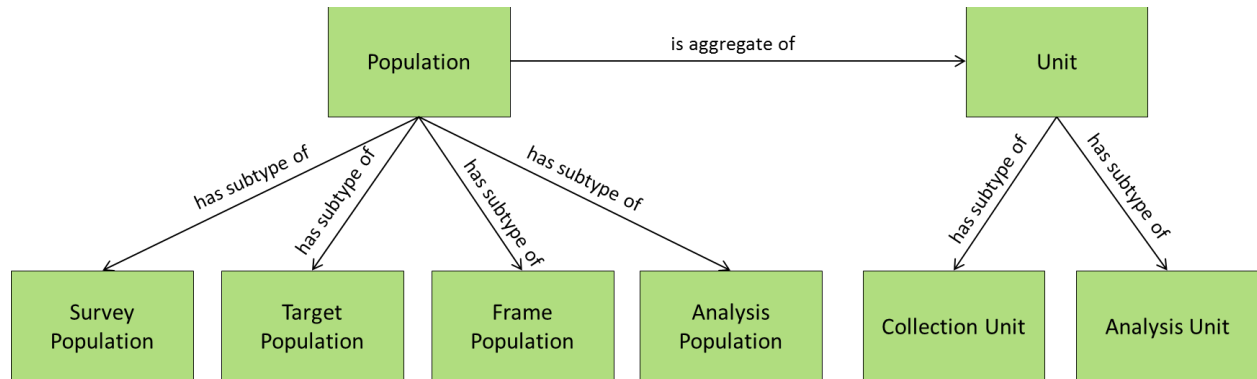 Population
is aggregate of
Unit
has subtype of
has subtype of
has subtype of
has subtype of
has subtype of
has subtype of
Survey
Population
Target
Population
Frame
Population
Analysis
Population
Collection Unit
Analysis Unit